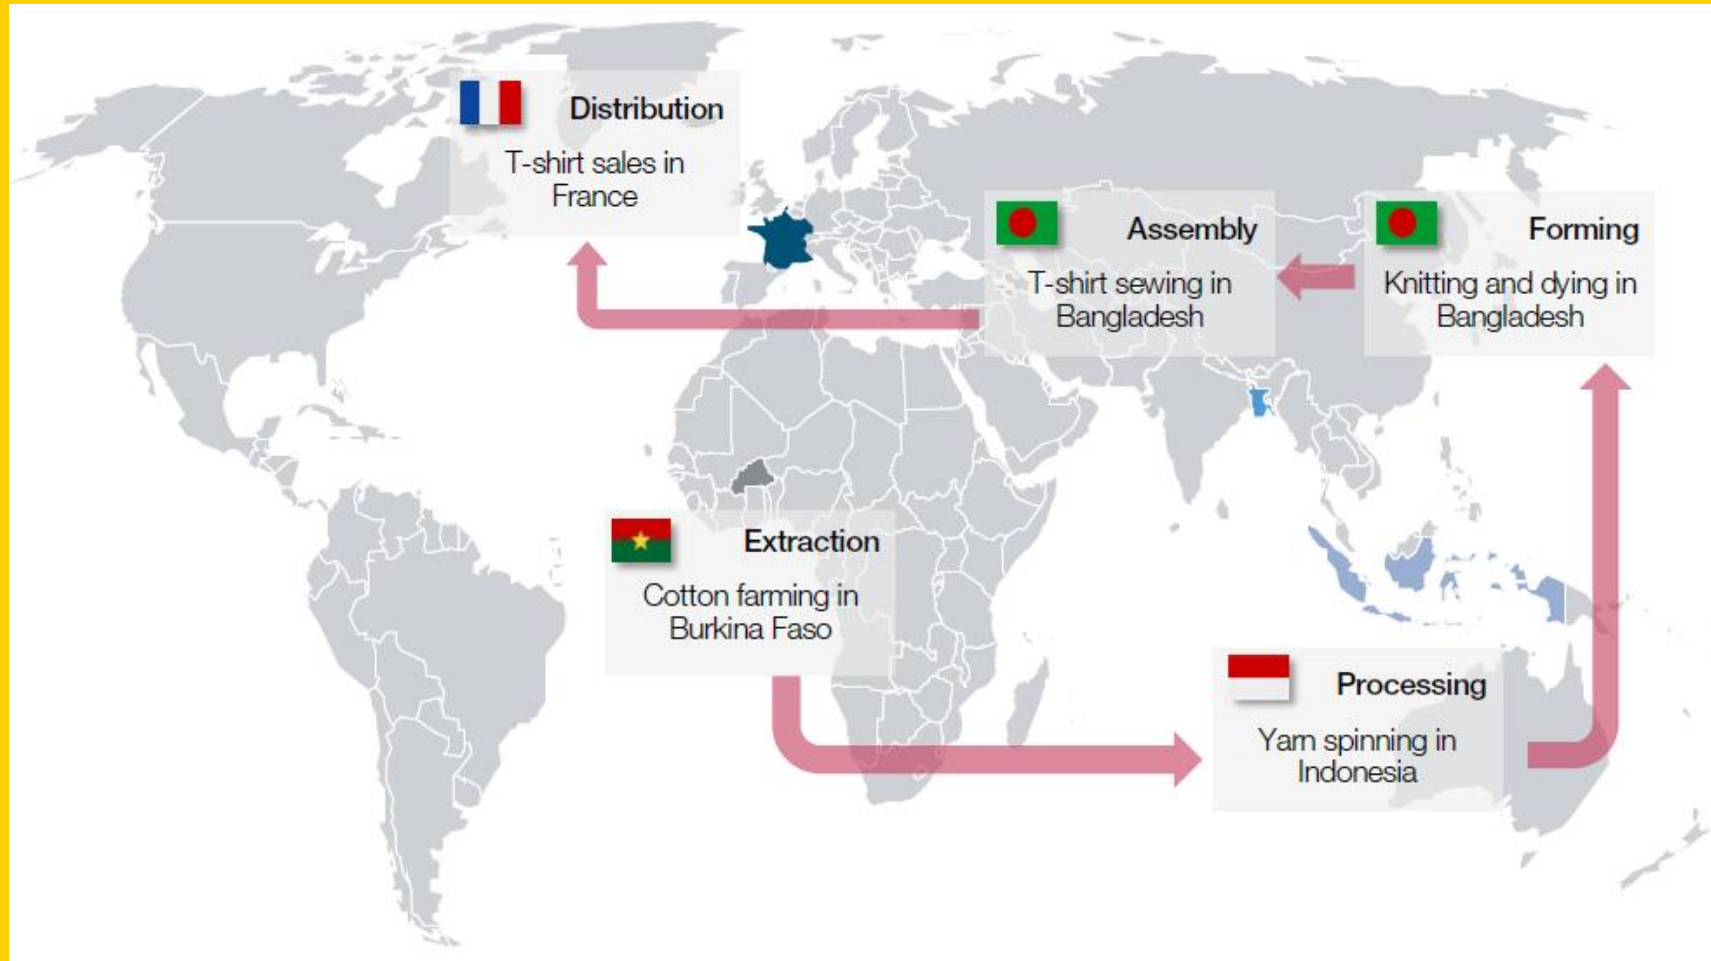 Distribution
T-shirt sales in
France
Assembly
T-shirt sewing in
Bangladesh
Forming
Knitting and dying in
Bangladesh
Extraction
Cotton farming in
Burkina Faso
Processing
Yarn spinning in
Indonesia